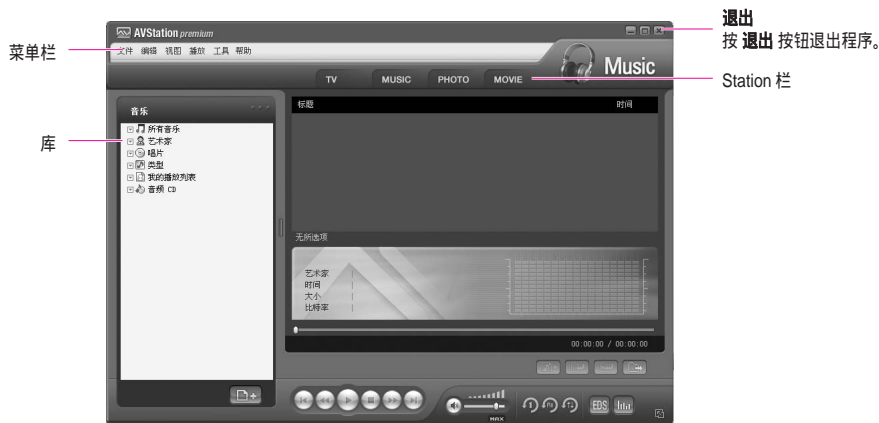 退出
按 退出 按钮退出程序。
菜单栏
Station 栏
库
AVStation premium
文件 编辑 视图 播放 工具 帮助
Music
TV MUSIC PHOTO MOVIE
音乐
所有音乐
艺术家
唱片
类型
我的播放列表
音频 CD
标题 时间
无所选项
艺术家
时间
大小
比特率
00:00:00 / 00:00:00
MAX
EDS